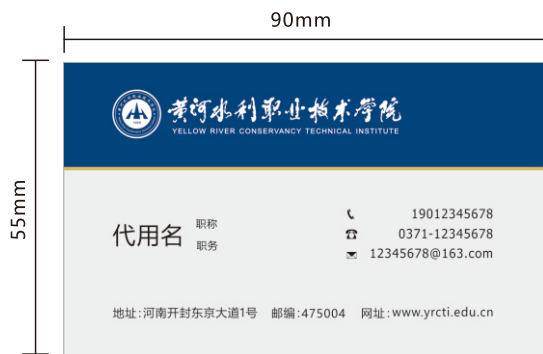 90mm
55mm
黄河水利职业技术学院
YELLOW RIVER CONSERVANCY TECHNICAL INSTITUTE
代用名
职称
职务
19012345678
0371-12345678
12345678@163.com
地址:河南开封东京大道1号 邮编:475004 网址:www.yrcti.edu.cn